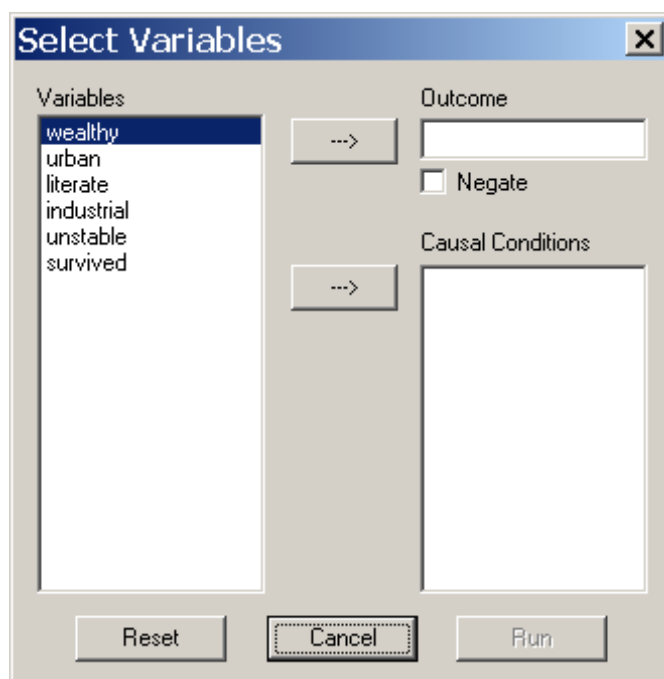 Select Variables
Variables
wealthy
urban
literate
industrial
unstable
survived
--->
--->
Outcome
Negate
Causal Conditions
Reset
Cancel
Run